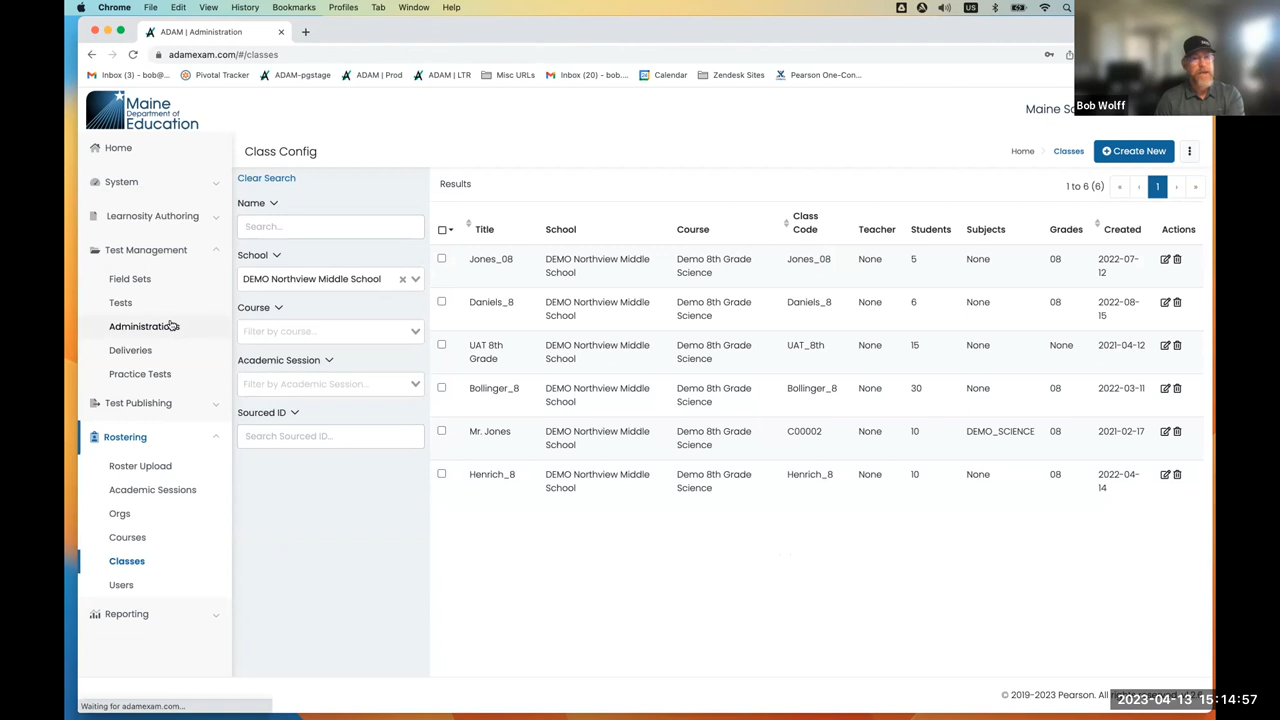 Chrome File Edit View History Bookmarks Profiles Tab Window Help US
ADAM | Administration
adamexam.com/#/classes
Inbox (3) - bob@... Pivotal Tracker ADAM-pgstage ADAM | Prod ADAM | LTR Misc URLs Inbox (20) - bob.... Calendar Zendesk Sites Pearson One-Con...
Bob Wolff
Maine
Department of
Education
Maine
Home
System
Learnosity Authoring
Test Management
Field Sets
Tests
Administrations
Deliveries
Practice Tests
Test Publishing
Rostering
Roster Upload
Academic Sessions
Orgs
Courses
Classes
Users
Reporting
Class Config
Home Classes Create New
Clear Search
Name
Search...
School
DEMO Northview Middle School
Course
Filter by course...
Academic Session
Filter by Academic Session...
Sourced ID
Search Sourced ID...
Results
1 to 6 (6) « ‹ 1 › »
Title School Course Class Code Teacher Students Subjects Grades Created Actions
Jones_08 DEMO Northview Middle School Demo 8th Grade Science Jones_08 None 5 None 08 2022-07-12
Daniels_8 DEMO Northview Middle School Demo 8th Grade Science Daniels_8 None 6 None 08 2022-08-15
UAT 8th Grade DEMO Northview Middle School Demo 8th Grade Science UAT_8th None 15 None None 2021-04-12
Bollinger_8 DEMO Northview Middle School Demo 8th Grade Science Bollinger_8 None 30 None 08 2022-03-11
Mr. Jones DEMO Northview Middle School Demo 8th Grade Science C00002 None 10 DEMO_SCIENCE 08 2021-02-17
Henrich_8 DEMO Northview Middle School Demo 8th Grade Science Henrich_8 None 10 None 08 2022-04-14
© 2019-2023 Pearson. All
Waiting for adamexam.com...
2023-04-13 15:14:57